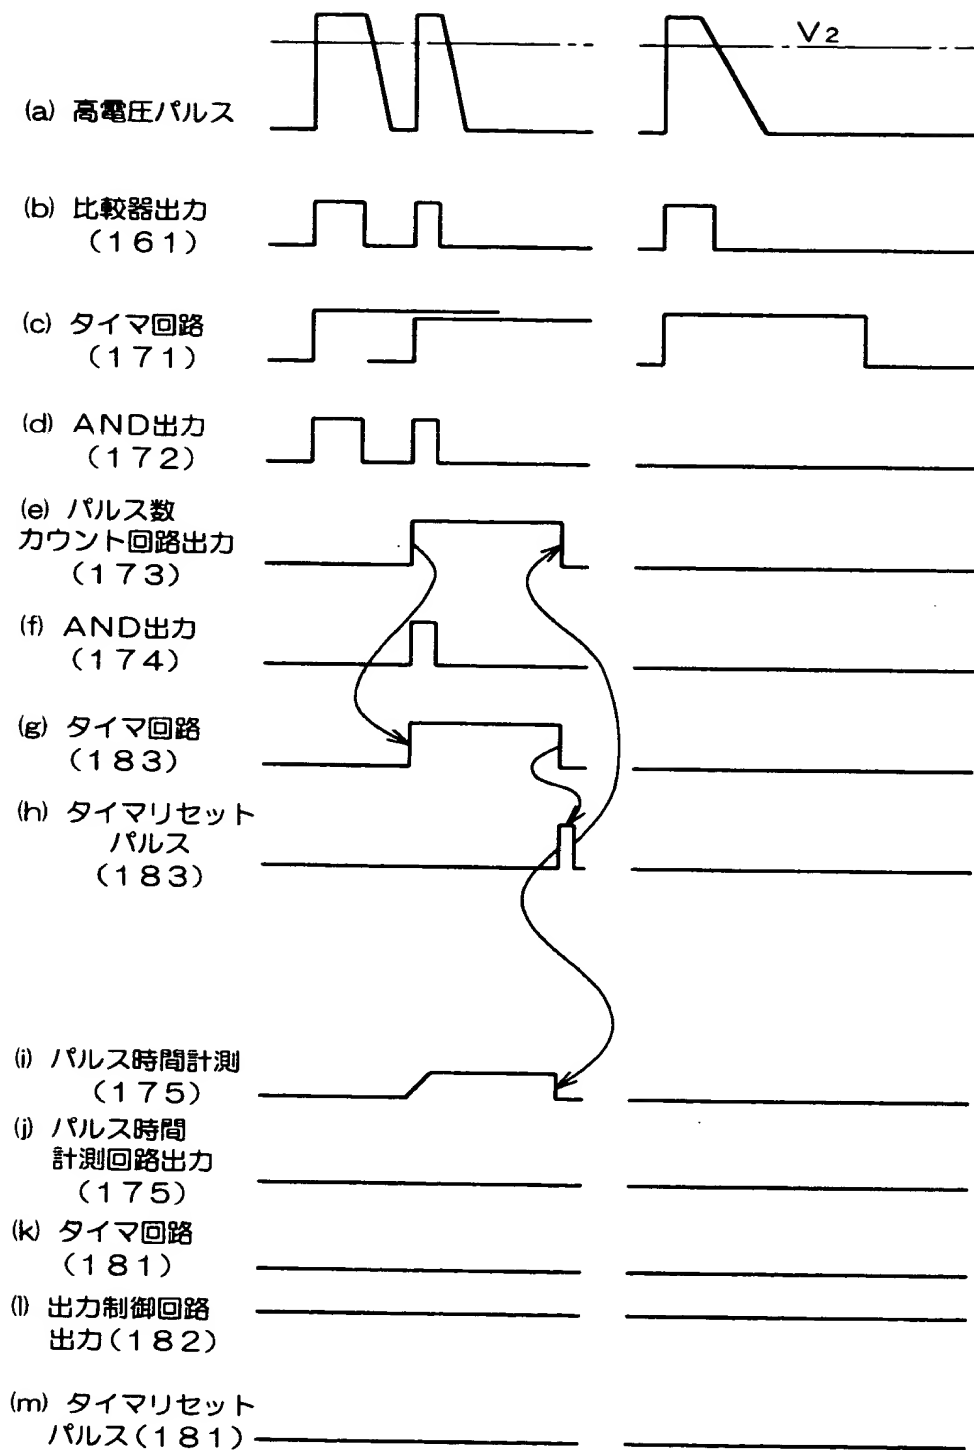 V2
(a) 高電圧パルス
(b) 比較器出力
(161)
(c) タイマ回路
(171)
(d) AND出力
(172)
(e) パルス数
カウント回路出力
(173)
(f) AND出力
(174)
(g) タイマ回路
(183)
(h) タイマリセット
パルス
(183)
(i) パルス時間計測
(175)
(j) パルス時間
計測回路出力
(175)
(k) タイマ回路
(181)
(l) 出力制御回路
出力(182)
(m) タイマリセット
パルス(181)